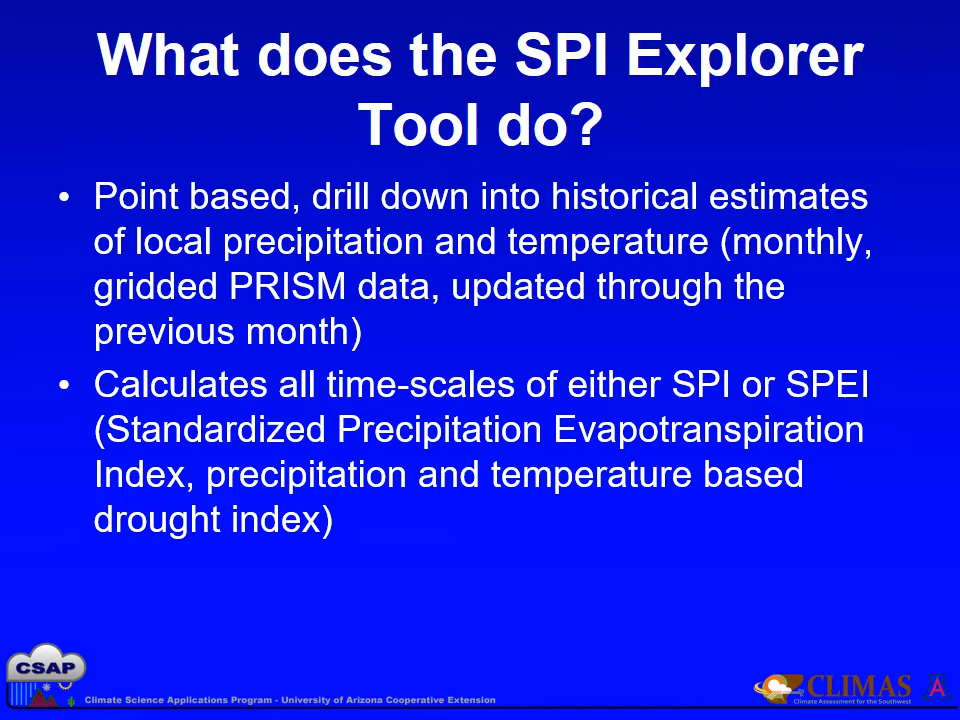 What does the SPI Explorer
Tool do?
• Point based, drill down into historical estimates
of local precipitation and temperature (monthly,
gridded PRISM data, updated through the
previous month)
• Calculates all time-scales of either SPI or SPEI
(Standardized Precipitation Evapotranspiration
Index, precipitation and temperature based
drought index)
CSAP
Climate Science Applications Program - University of Arizona Cooperative Extension
CLIMAS
Climate Assessment for the Southwest
A